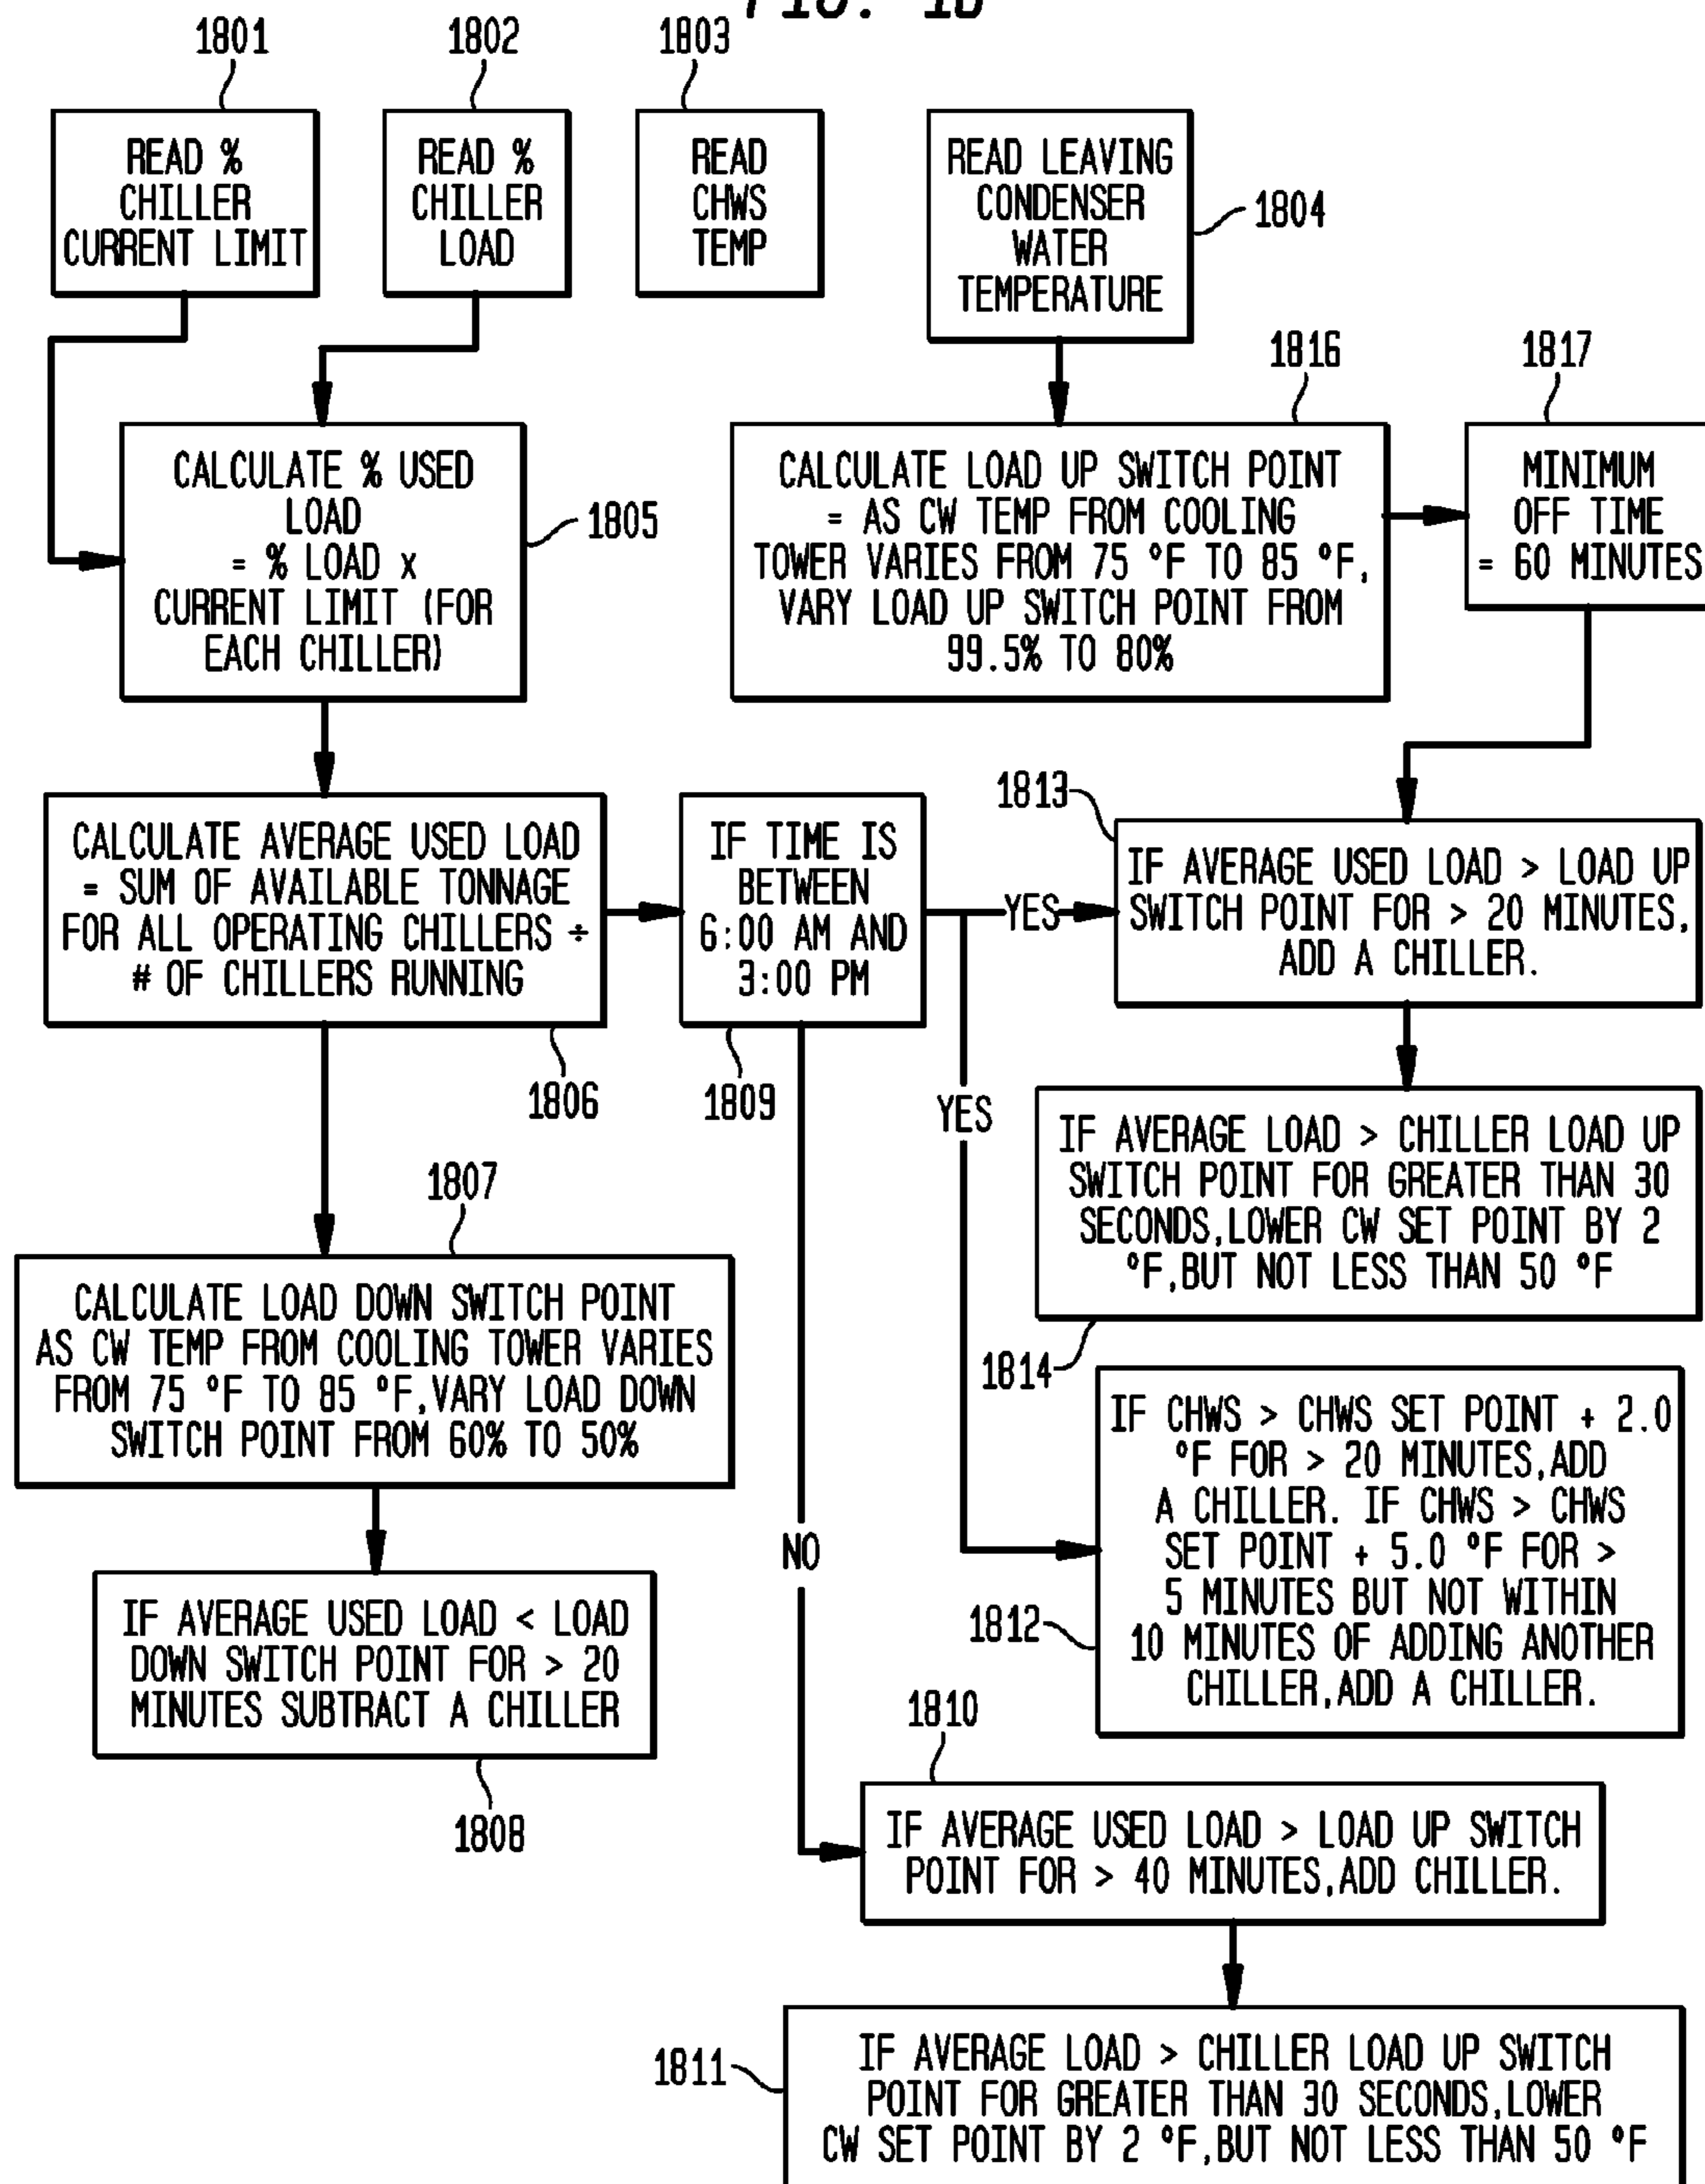 FIG. 18
1801
1802
1803
READ %
CHILLER
CURRENT LIMIT
READ %
CHILLER
LOAD
READ
CHWS
TEMP
READ LEAVING
CONDENSER
WATER
TEMPERATURE
1804
1816
1817
CALCULATE % USED
LOAD
= % LOAD x
CURRENT LIMIT (FOR
EACH CHILLER)
1805
CALCULATE LOAD UP SWITCH POINT
= AS CW TEMP FROM COOLING
TOWER VARIES FROM 75 °F TO 85 °F,
VARY LOAD UP SWITCH POINT FROM
99.5% TO 80%
MINIMUM
OFF TIME
= 60 MINUTES
CALCULATE AVERAGE USED LOAD
= SUM OF AVAILABLE TONNAGE
FOR ALL OPERATING CHILLERS ÷
# OF CHILLERS RUNNING
1806
IF TIME IS
BETWEEN
6:00 AM AND
3:00 PM
1809
YES
YES
NO
1813
IF AVERAGE USED LOAD > LOAD UP
SWITCH POINT FOR > 20 MINUTES,
ADD A CHILLER.
IF AVERAGE LOAD > CHILLER LOAD UP
SWITCH POINT FOR GREATER THAN 30
SECONDS,LOWER CW SET POINT BY 2
°F,BUT NOT LESS THAN 50 °F
1814
1807
CALCULATE LOAD DOWN SWITCH POINT
AS CW TEMP FROM COOLING TOWER VARIES
FROM 75 °F TO 85 °F,VARY LOAD DOWN
SWITCH POINT FROM 60% TO 50%
IF CHWS > CHWS SET POINT + 2.0
°F FOR > 20 MINUTES,ADD
A CHILLER. IF CHWS > CHWS
SET POINT + 5.0 °F FOR >
5 MINUTES BUT NOT WITHIN
10 MINUTES OF ADDING ANOTHER
CHILLER,ADD A CHILLER.
1812
IF AVERAGE USED LOAD < LOAD
DOWN SWITCH POINT FOR > 20
MINUTES SUBTRACT A CHILLER
1808
1810
IF AVERAGE USED LOAD > LOAD UP SWITCH
POINT FOR > 40 MINUTES,ADD CHILLER.
1811
IF AVERAGE LOAD > CHILLER LOAD UP SWITCH
POINT FOR GREATER THAN 30 SECONDS,LOWER
CW SET POINT BY 2 °F,BUT NOT LESS THAN 50 °F